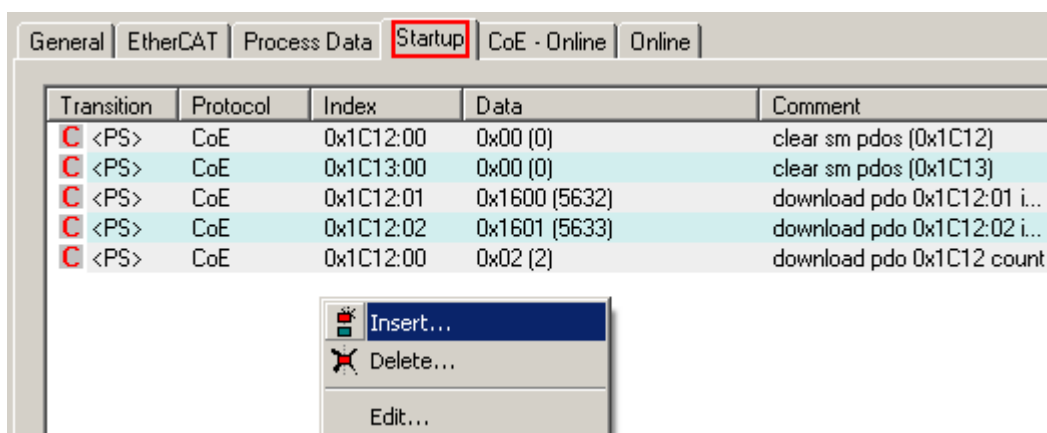 General EtherCAT Process Data Startup CoE - Online Online
Transition Protocol Index Data Comment
C <PS> CoE 0x1C12:00 0x00 (0) clear sm pdos (0x1C12)
C <PS> CoE 0x1C13:00 0x00 (0) clear sm pdos (0x1C13)
C <PS> CoE 0x1C12:01 0x1600 (5632) download pdo 0x1C12:01 i...
C <PS> CoE 0x1C12:02 0x1601 (5633) download pdo 0x1C12:02 i...
C <PS> CoE 0x1C12:00 0x02 (2) download pdo 0x1C12 count
Insert...
Delete...
Edit...